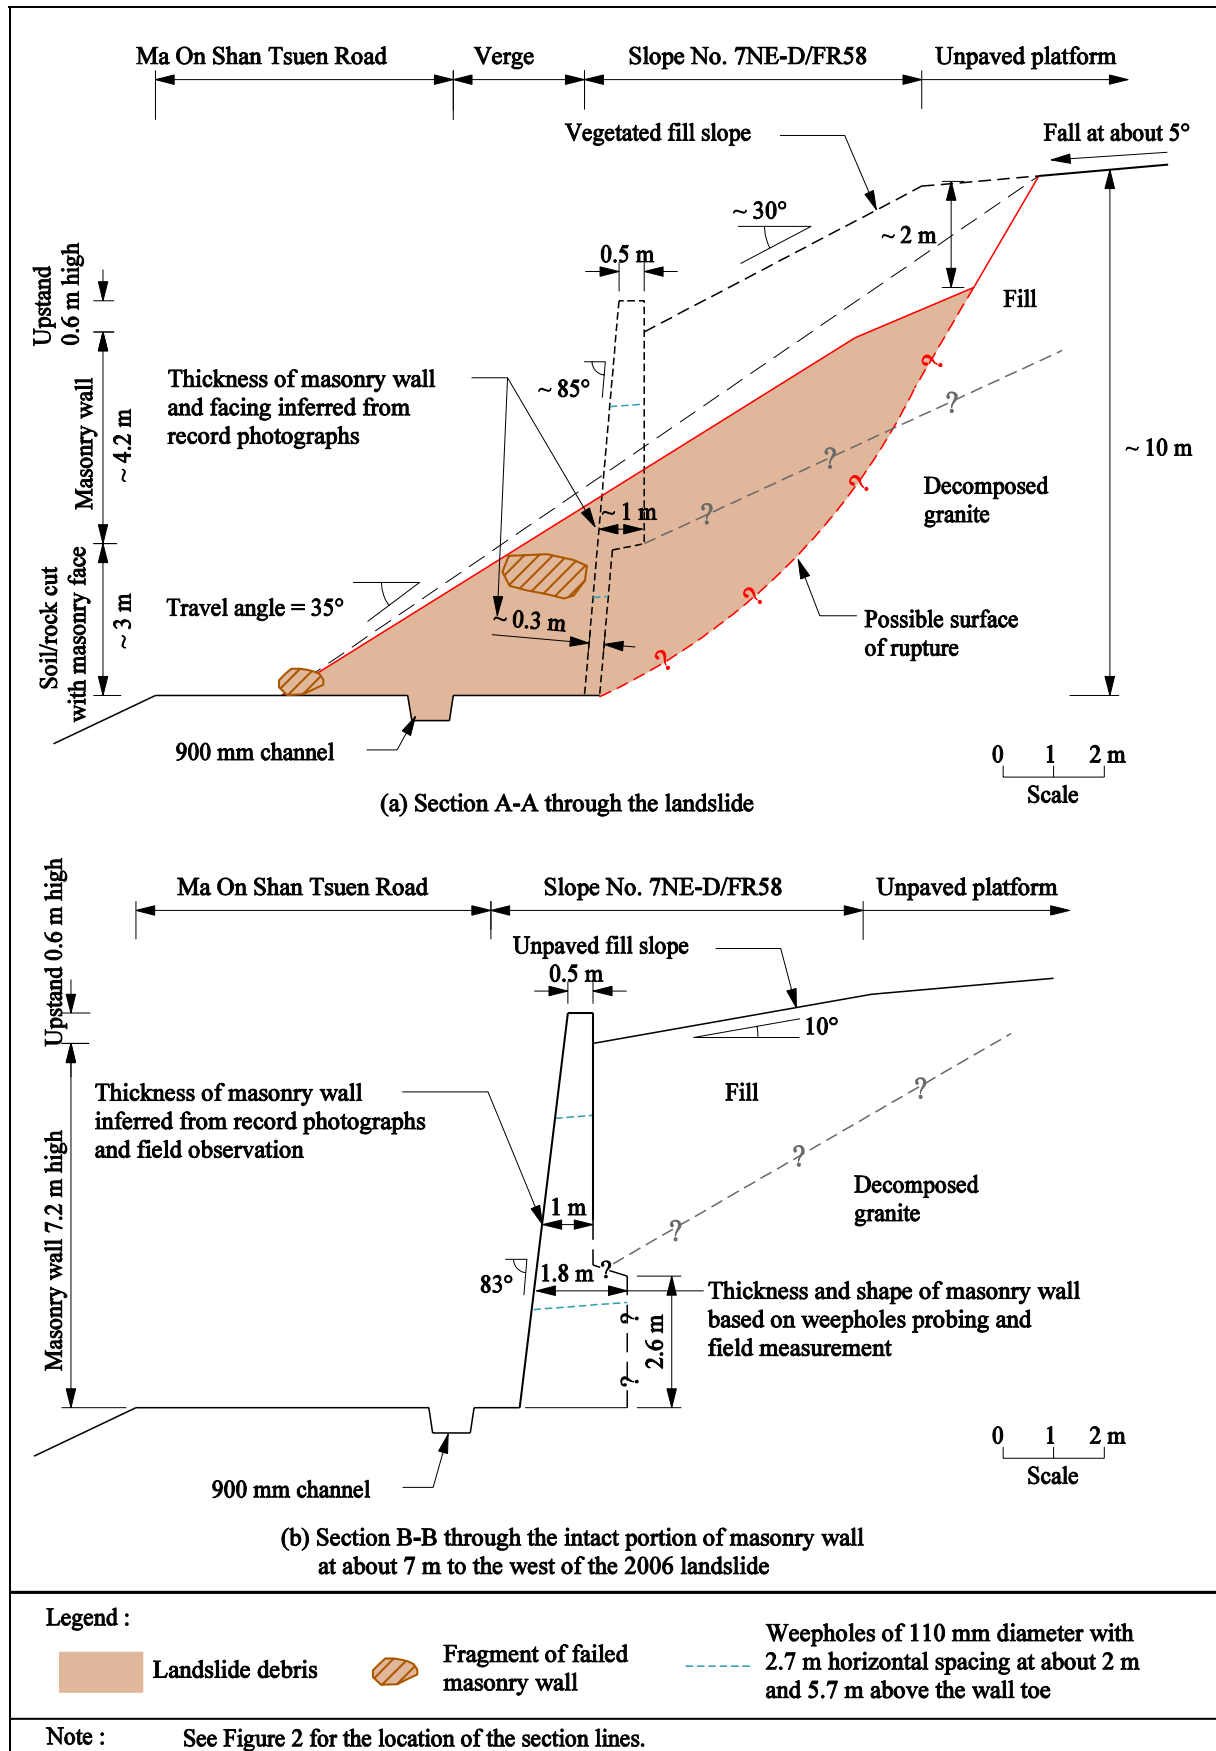 Ma On Shan Tsuen Road
Verge
Slope No. 7NE-D/FR58
Unpaved platform
Vegetated fill slope
Fall at about 5°
~ 30°
~ 2 m
0.5 m
Upstand
0.6 m high
Fill
Thickness of masonry wall
and facing inferred from
record photographs
~ 85°
Masonry wall
~ 4.2 m
?
?
?
?
~ 10 m
Decomposed
granite
?
~ 1 m
Soil/rock cut
with masonry face
~ 3 m
Travel angle = 35°
~ 0.3 m
?
?
Possible surface
of rupture
900 mm channel
0 1 2 m
Scale
(a) Section A-A through the landslide
Ma On Shan Tsuen Road
Slope No. 7NE-D/FR58
Unpaved platform
Upstand 0.6 m high
Unpaved fill slope
0.5 m
10°
Thickness of masonry wall
inferred from record photographs
and field observation
Fill
?
?
Masonry wall 7.2 m high
Decomposed
granite
1 m
?
83°
1.8 m
?
Thickness and shape of masonry wall
based on weepholes probing and
field measurement
?
2.6 m
?
0 1 2 m
Scale
900 mm channel
(b) Section B-B through the intact portion of masonry wall
at about 7 m to the west of the 2006 landslide
Legend :
Landslide debris
Fragment of failed
masonry wall
Weepholes of 110 mm diameter with
2.7 m horizontal spacing at about 2 m
and 5.7 m above the wall toe
Note : See Figure 2 for the location of the section lines.